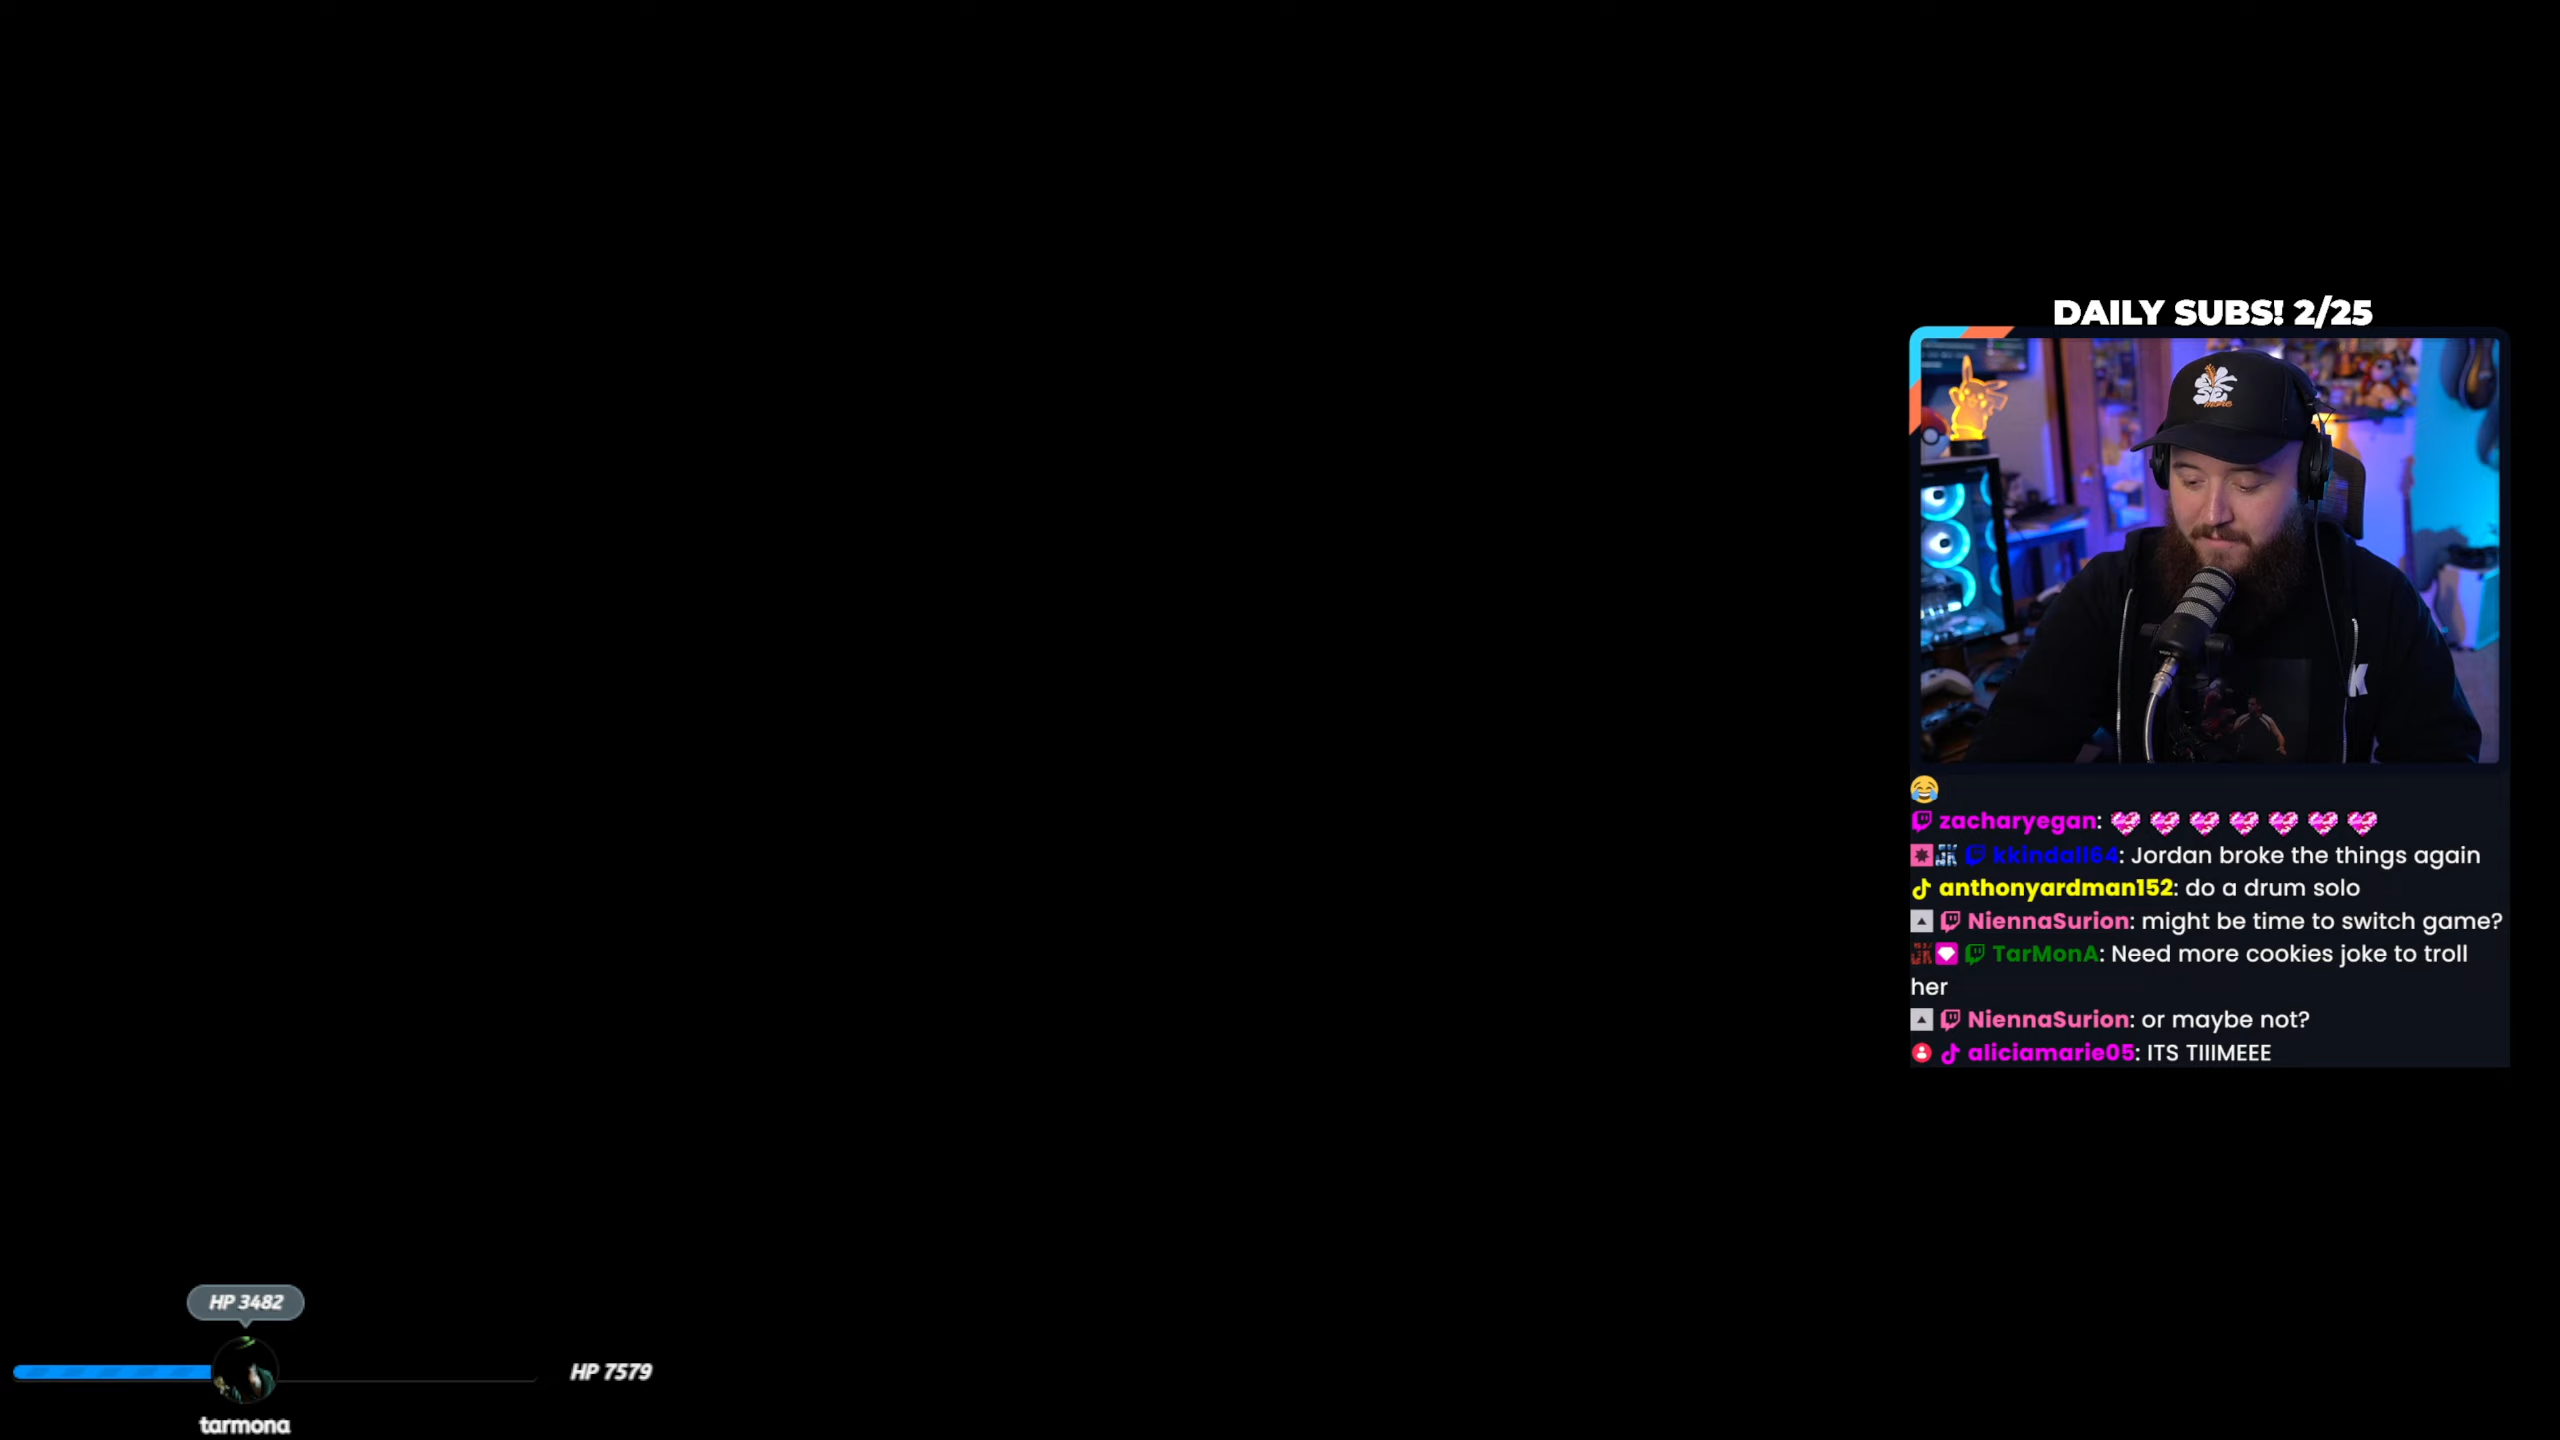 DAILY SUBS! 2/25
SE
K
😂
zacharyegan: 💖 💖 💖 💖 💖 💖 💖
kkindall64: Jordan broke the things again
anthonyardman152: do a drum solo
NiennaSurion: might be time to switch game?
TarMonA: Need more cookies joke to troll
her
NiennaSurion: or maybe not?
aliciamarie05: ITS TIIIMEEE
HP 3482
HP 7579
tarmona